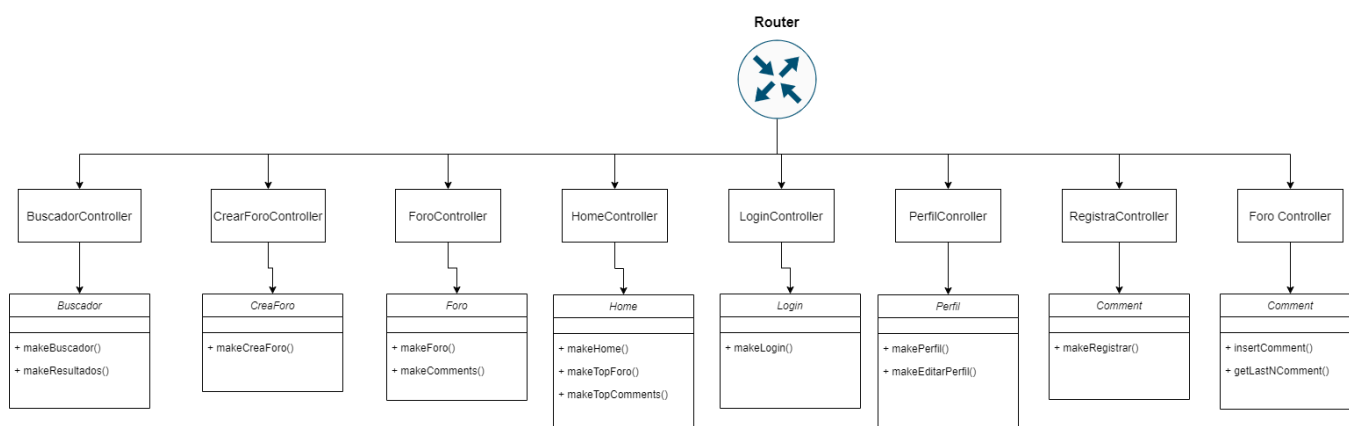 Router
BuscadorController
CrearForoController
ForoController
HomeController
LoginController
PerfilConroller
RegistraController
Foro Controller
Buscador
+ makeBuscador()
+ makeResultados()
CreaForo
+ makeCreaForo()
Foro
+ makeForo()
+ makeComments()
Home
+ makeHome()
+ makeTopForo()
+ makeTopComments()
Login
+ makeLogin()
Perfil
+ makePerfil()
+ makeEditarPerfil()
Comment
+ makeRegistrar()
Comment
+ insertComment()
+ getLastNComment()